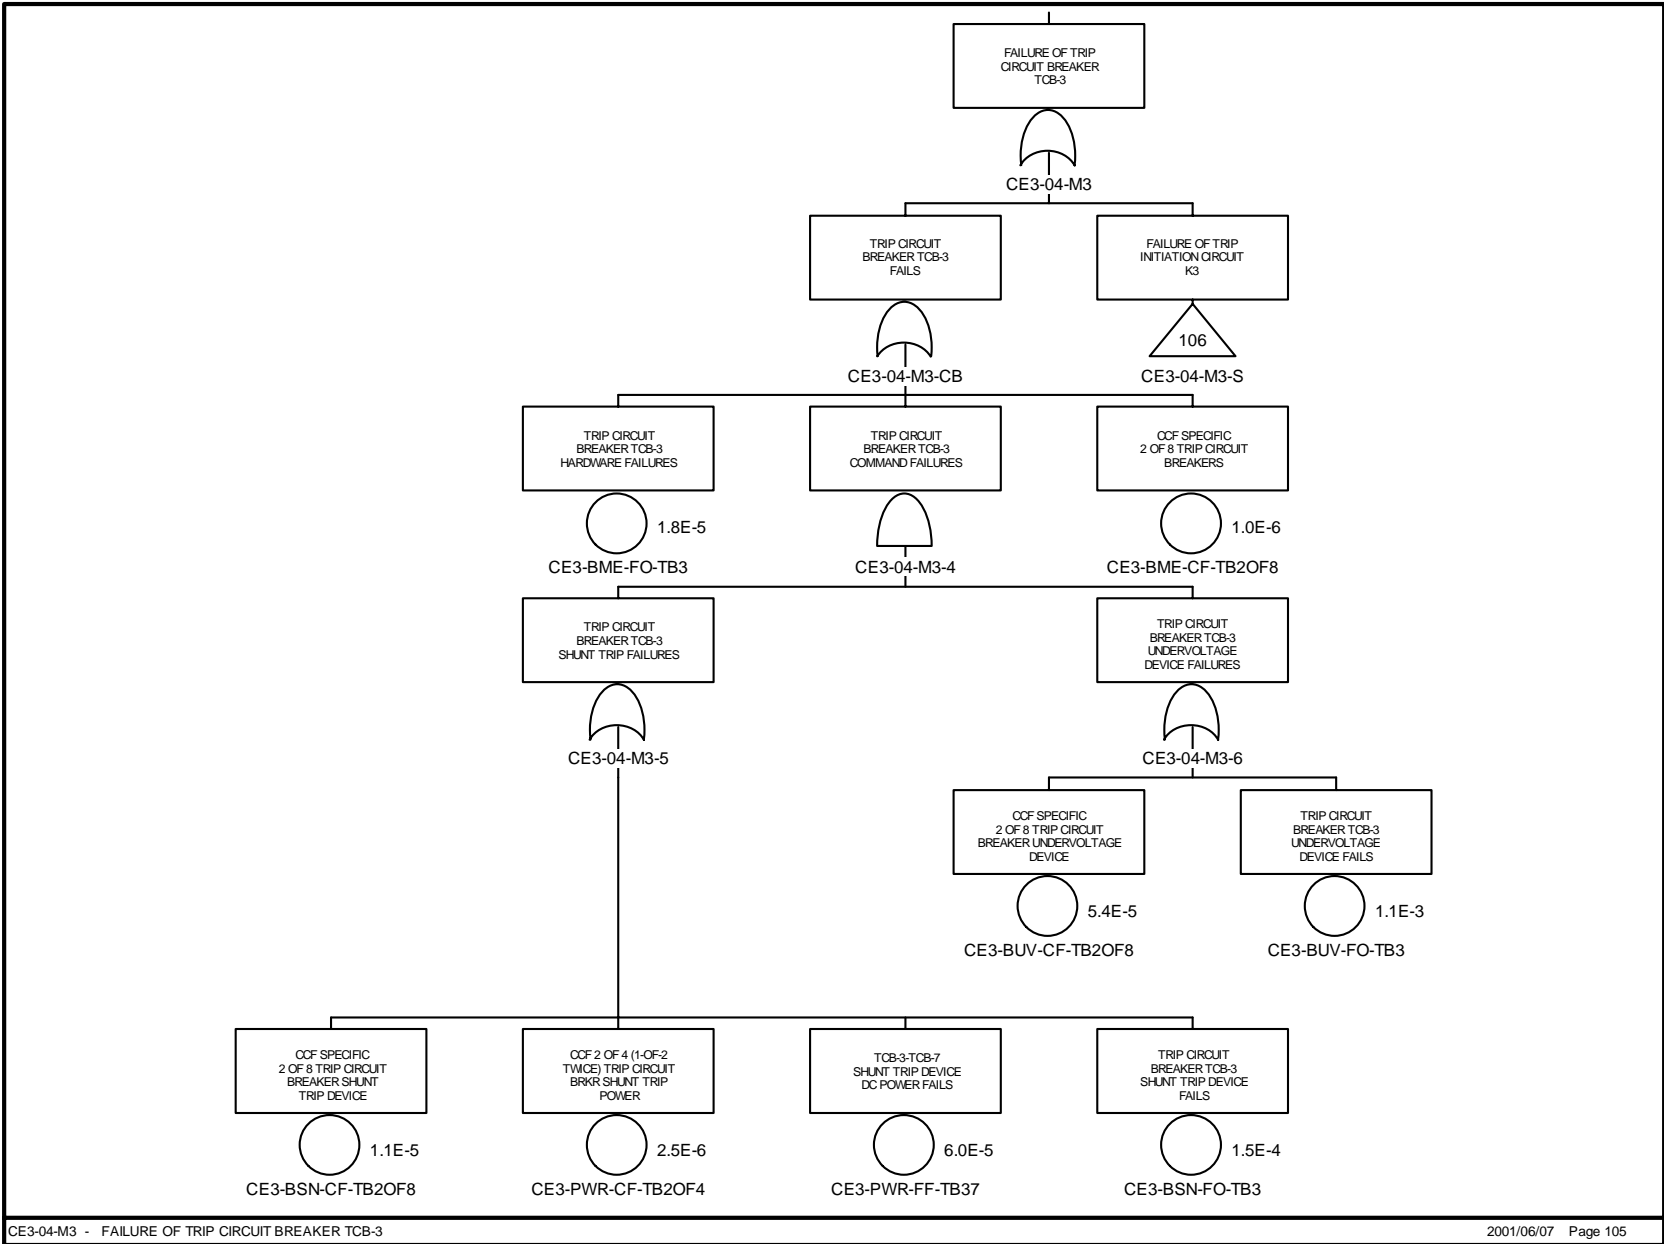 FAILURE OF TRIP
CIRCUIT BREAKER
TCB-3
CE3-04-M3
TRIP CIRCUIT
BREAKER TCB-3
FAILS
CE3-04-M3-CB
FAILURE OF TRIP
INITIATION CIRCUIT
K3
106
CE3-04-M3-S
TRIP CIRCUIT
BREAKER TCB-3
HARDWARE FAILURES
1.8E-5
CE3-BME-FO-TB3
TRIP CIRCUIT
BREAKER TCB-3
COMMAND FAILURES
CE3-04-M3-4
CCF SPECIFIC
2 OF 8 TRIP CIRCUIT
BREAKERS
1.0E-6
CE3-BME-CF-TB2OF8
TRIP CIRCUIT
BREAKER TCB-3
SHUNT TRIP FAILURES
CE3-04-M3-5
TRIP CIRCUIT
BREAKER TCB-3
UNDERVOLTAGE
DEVICE FAILURES
CE3-04-M3-6
CCF SPECIFIC
2 OF 8 TRIP CIRCUIT
BREAKER UNDERVOLTAGE
DEVICE
5.4E-5
CE3-BUV-CF-TB2OF8
TRIP CIRCUIT
BREAKER TCB-3
UNDERVOLTAGE
DEVICE FAILS
1.1E-3
CE3-BUV-FO-TB3
CCF SPECIFIC
2 OF 8 TRIP CIRCUIT
BREAKER SHUNT
TRIP DEVICE
1.1E-5
CE3-BSN-CF-TB2OF8
CCF 2 OF 4 (1-OF-2
TWICE) TRIP CIRCUIT
BRKR SHUNT TRIP
POWER
2.5E-6
CE3-PWR-CF-TB2OF4
TCB-3-TCB-7
SHUNT TRIP DEVICE
DC POWER FAILS
6.0E-5
CE3-PWR-FF-TB37
TRIP CIRCUIT
BREAKER TCB-3
SHUNT TRIP DEVICE
FAILS
1.5E-4
CE3-BSN-FO-TB3
CE3-04-M3 - FAILURE OF TRIP CIRCUIT BREAKER TCB-3
2001/06/07 Page 105